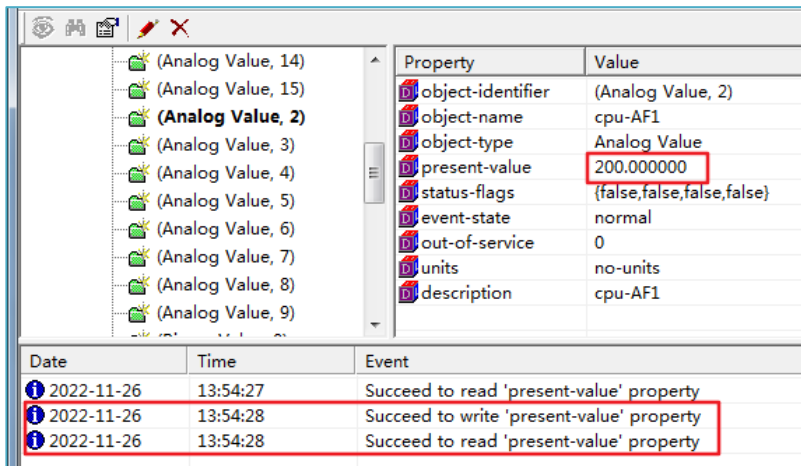 (Analog Value, 14)
(Analog Value, 15)
(Analog Value, 2)
(Analog Value, 3)
(Analog Value, 4)
(Analog Value, 5)
(Analog Value, 6)
(Analog Value, 7)
(Analog Value, 8)
(Analog Value, 9)
Property Value
object-identifier (Analog Value, 2)
object-name cpu-AF1
object-type Analog Value
present-value 200.000000
status-flags {false,false,false,false}
event-state normal
out-of-service 0
units no-units
description cpu-AF1
Date Time Event
2022-11-26 13:54:27 Succeed to read 'present-value' property
2022-11-26 13:54:28 Succeed to write 'present-value' property
2022-11-26 13:54:28 Succeed to read 'present-value' property